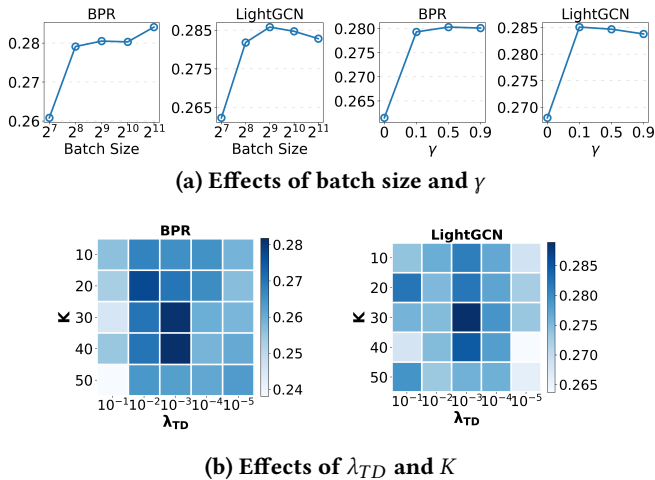 BPR LightGCN BPR LightGCN
0.28 0.285 0.280 0.285
0.275 0.280
0.27 0.275 0.270 0.275
0.265 0.265 0.270
0.26
2^7 2^8 2^9 2^10 2^11 2^7 2^8 2^9 2^10 2^11 0 0.1 0.5 0.9 0 0.1 0.5 0.9
Batch Size Batch Size γ γ
(a) Effects of batch size and γ
BPR LightGCN
10 0.28 10
20 0.27 20 0.285
K 30 0.26 K 30 0.280
40 0.25 40 0.275
50 0.24 50 0.270
0.265
10^−1 10^−2 10^−3 10^−4 10^−5 10^−1 10^−2 10^−3 10^−4 10^−5
λTD λTD
(b) Effects of λTD and K